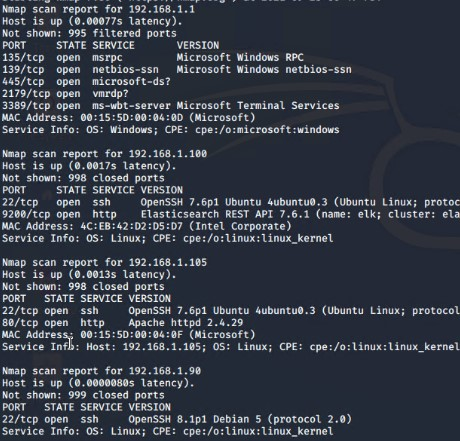 Nmap scan report for 192.168.1.1
Host is up (0.00077s latency).
Not shown: 995 filtered ports
PORT     STATE SERVICE       VERSION
135/tcp  open  msrpc         Microsoft Windows RPC
139/tcp  open  netbios-ssn   Microsoft Windows netbios-ssn
445/tcp  open  microsoft-ds?
2179/tcp open  vmrdp?
3389/tcp open  ms-wbt-server Microsoft Terminal Services
MAC Address: 00:15:5D:00:04:0D (Microsoft)
Service Info: OS: Windows; CPE: cpe:/o:microsoft:windows
Nmap scan report for 192.168.1.100
Host is up (0.0017s latency).
Not shown: 998 closed ports
PORT     STATE SERVICE VERSION
22/tcp   open  ssh     OpenSSH 7.6p1 Ubuntu 4ubuntu0.3 (Ubuntu Linux; protoc
9200/tcp open  http    Elasticsearch REST API 7.6.1 (name: elk; cluster: ela
MAC Address: 4C:EB:42:D2:D5:D7 (Intel Corporate)
Service Info: OS: Linux; CPE: cpe:/o:linux:linux_kernel
Nmap scan report for 192.168.1.105
Host is up (0.0013s latency).
Not shown: 998 closed ports
PORT   STATE SERVICE VERSION
22/tcp open  ssh     OpenSSH 7.6p1 Ubuntu 4ubuntu0.3 (Ubuntu Linux; protocol
80/tcp open  http    Apache httpd 2.4.29
MAC Address: 00:15:5D:00:04:0F (Microsoft)
Service Info: Host: 192.168.1.105; OS: Linux; CPE: cpe:/o:linux:linux_kernel
Nmap scan report for 192.168.1.90
Host is up (0.0000080s latency).
Not shown: 999 closed ports
PORT   STATE SERVICE VERSION
22/tcp open  ssh     OpenSSH 8.1p1 Debian 5 (protocol 2.0)
Service Info: OS: Linux; CPE: cpe:/o:linux:linux_kernel